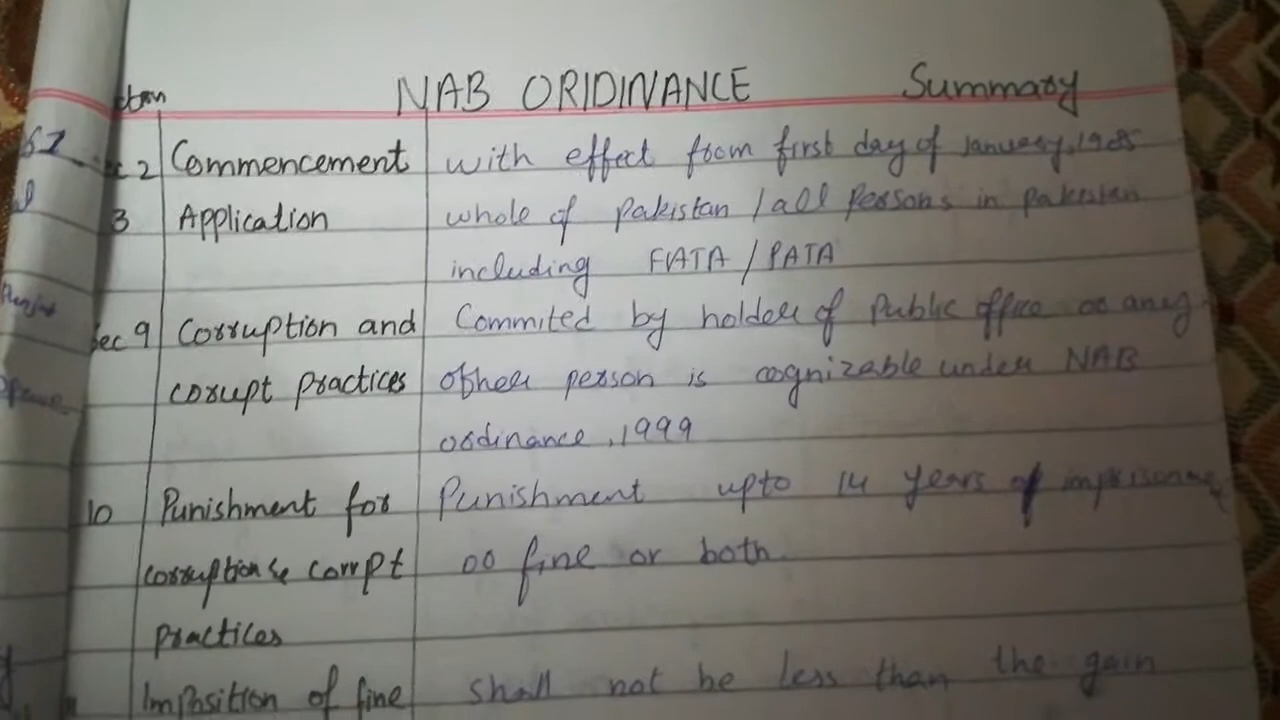 NAB ORIDINANCE Summary
2 Commencement with effect from first day of January, 1985
3 Application whole of pakistan / all persons in pakistan
including FATA / PATA
Sec 9 Corruption and Commited by holder of Public office or any
corupt practices other person is cognizable under NAB
ordinance, 1999
10 Punishment for Punishment upto 14 years of
corruption & corrpt or fine or both
practices
Imposition of fine shall not be less than the gain